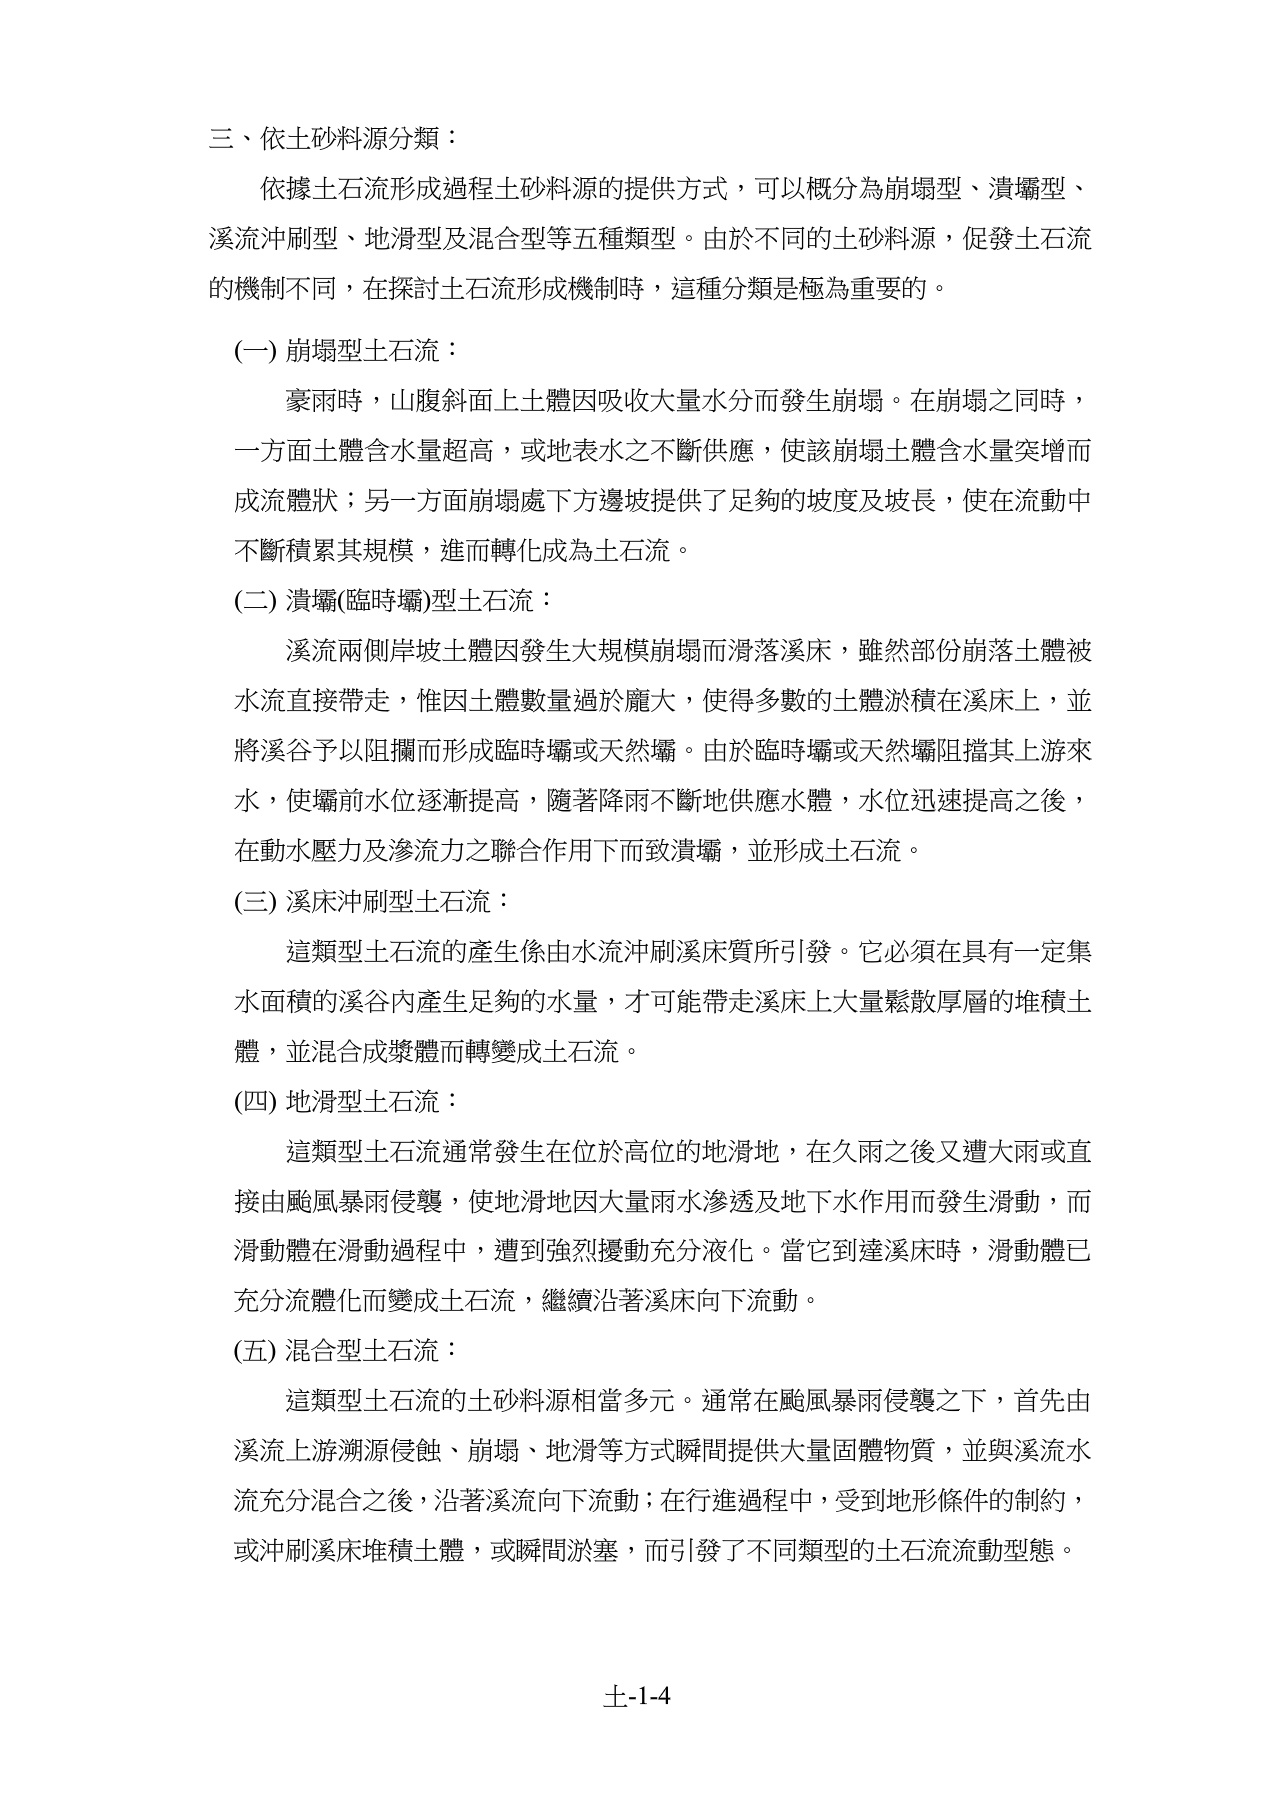 三、依土砂料源分類：
依據土石流形成過程土砂料源的提供方式，可以概分為崩塌型、潰壩型、
溪流沖刷型、地滑型及混合型等五種類型。由於不同的土砂料源，促發土石流
的機制不同，在探討土石流形成機制時，這種分類是極為重要的。
(一) 崩塌型土石流：
豪雨時，山腹斜面上土體因吸收大量水分而發生崩塌。在崩塌之同時，
一方面土體含水量超高，或地表水之不斷供應，使該崩塌土體含水量突增而
成流體狀；另一方面崩塌處下方邊坡提供了足夠的坡度及坡長，使在流動中
不斷積累其規模，進而轉化成為土石流。
(二) 潰壩(臨時壩)型土石流：
溪流兩側岸坡土體因發生大規模崩塌而滑落溪床，雖然部份崩落土體被
水流直接帶走，惟因土體數量過於龐大，使得多數的土體淤積在溪床上，並
將溪谷予以阻攔而形成臨時壩或天然壩。由於臨時壩或天然壩阻擋其上游來
水，使壩前水位逐漸提高，隨著降雨不斷地供應水體，水位迅速提高之後，
在動水壓力及滲流力之聯合作用下而致潰壩，並形成土石流。
(三) 溪床沖刷型土石流：
這類型土石流的產生係由水流沖刷溪床質所引發。它必須在具有一定集
水面積的溪谷內產生足夠的水量，才可能帶走溪床上大量鬆散厚層的堆積土
體，並混合成漿體而轉變成土石流。
(四) 地滑型土石流：
這類型土石流通常發生在位於高位的地滑地，在久雨之後又遭大雨或直
接由颱風暴雨侵襲，使地滑地因大量雨水滲透及地下水作用而發生滑動，而
滑動體在滑動過程中，遭到強烈擾動充分液化。當它到達溪床時，滑動體已
充分流體化而變成土石流，繼續沿著溪床向下流動。
(五) 混合型土石流：
這類型土石流的土砂料源相當多元。通常在颱風暴雨侵襲之下，首先由
溪流上游溯源侵蝕、崩塌、地滑等方式瞬間提供大量固體物質，並與溪流水
流充分混合之後，沿著溪流向下流動；在行進過程中，受到地形條件的制約，
或沖刷溪床堆積土體，或瞬間淤塞，而引發了不同類型的土石流流動型態。
土-1-4